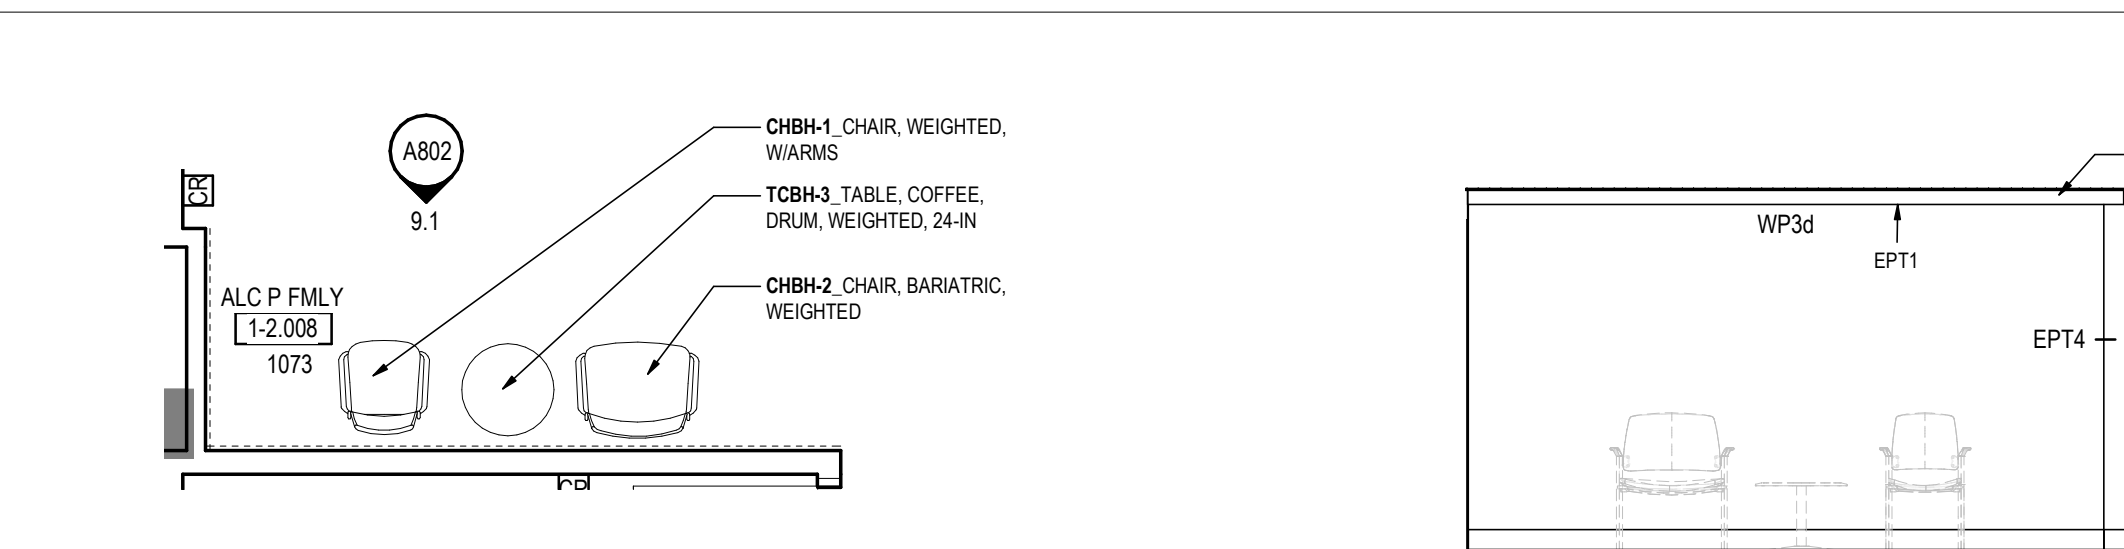 CHBH-1_CHAIR, WEIGHTED,
W/ARMS
A802
CR
TCBH-3_TABLE, COFFEE,
DRUM, WEIGHTED, 24-IN
9.1
WP3d
EPT1
CHBH-2_CHAIR, BARIATRIC,
WEIGHTED
ALC P FMLY
1-2.008
1073
EPT4